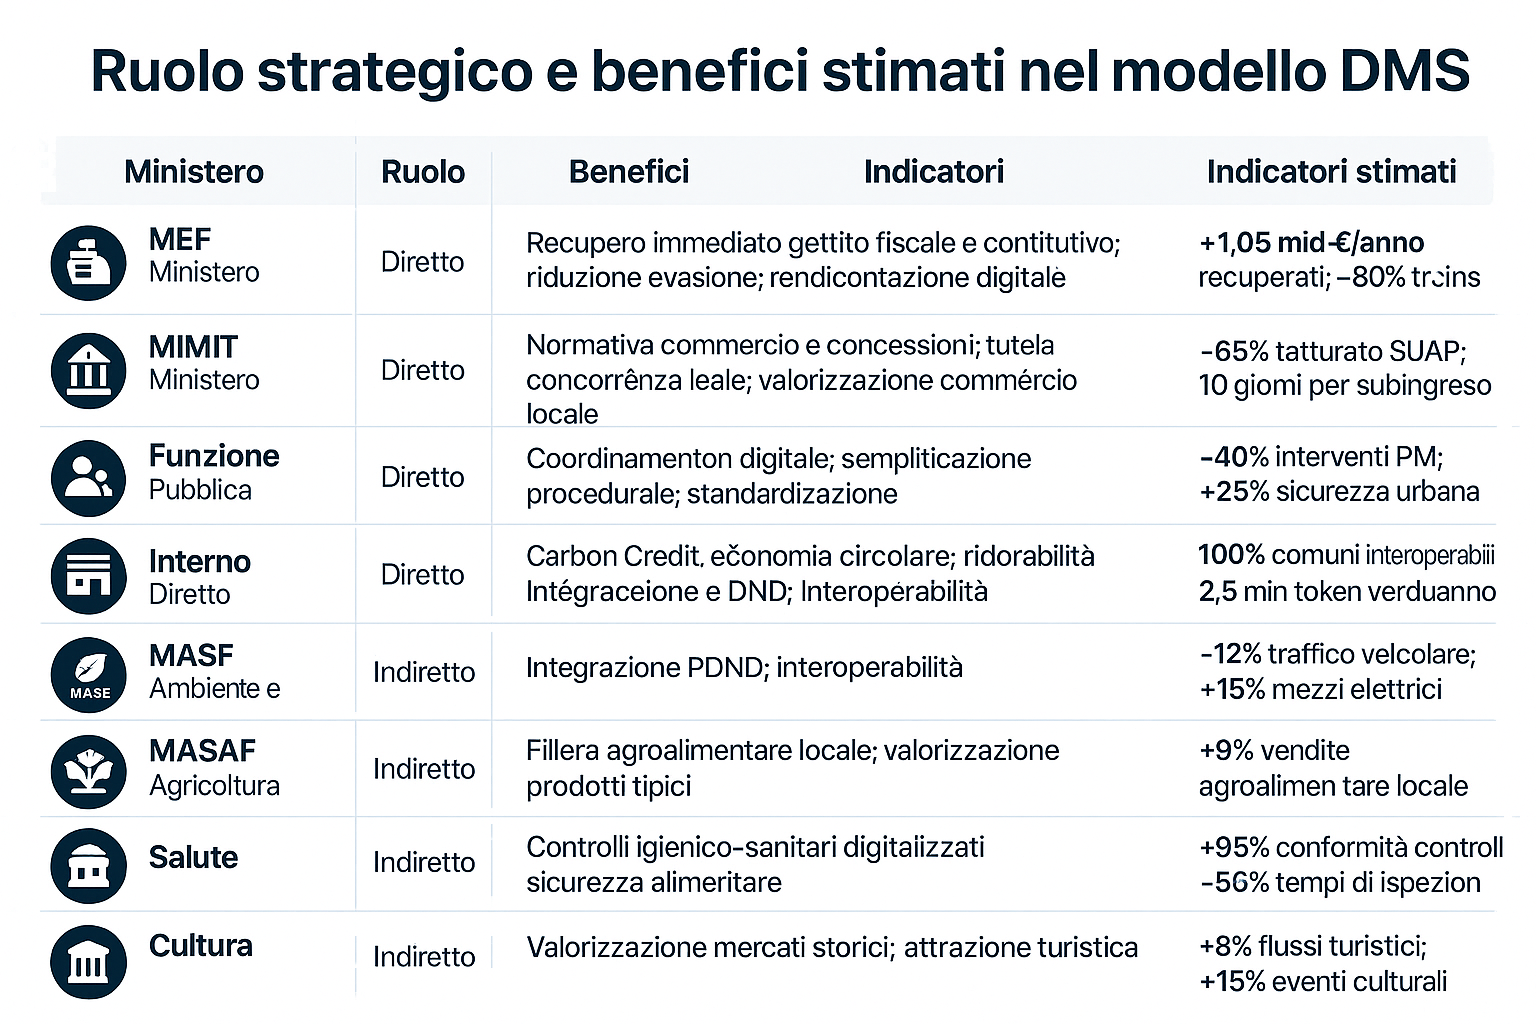 Ruolo strategico e benefici stimati nel modello DMS
Ministero Ruolo Benefici Indicatori Indicatori stimati
MEF
Ministero
Diretto
Recupero immediato gettito fiscale e contitutivo;
riduzione evasione; rendicontazione digitale
+1,05 mid-€/anno
recuperati; –80%
MIMIT
Ministero
Diretto
Normativa commercio e concessioni; tutela
concorrênza leale; valorizzazione commércio
locale
-65% tatturato SUAP;
10 giomi per subingreso
Funzione
Pubblica
Diretto
Coordinamenton digitale; sempliticazione
procedurale; standardizazione
-40% interventi PM;
+25% sicurezza urbana
Interno
Diretto
Diretto
Carbon Credit. ečonomia circolare; ridorabilità
Intégraceione e DND; Interoperabilità
100% comuni interoperabiii
2,5 min token verduanno
MASE
MASF
Ambiente e
Indiretto
Integrazione PDND; interoperabilità
-12% traffico velcolare;
+15% mezzi elettrici
MASAF
Agricoltura
Indiretto
Fillera agroalimentare locale; valorizzazione
prodotti tipici
+9% vendite
agroalimen tare locale
Salute
Indiretto
Controlli igienico-sanitari digitalizzati
sicurezza alimeritare
+95% conformità controll
-56% tempi di ispezion
Cultura
Indiretto
Valorizzazione mercati storici; attrazione turistica
+8% flussi turistici;
+15% eventi culturali